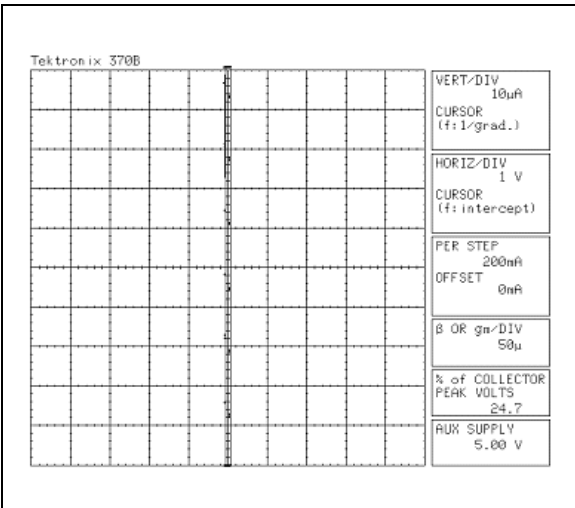 Tektronix 370B
VERT/DIV
10µA
CURSOR
(f:1/grad.)
HORIZ/DIV
1 V
CURSOR
(f:intercept)
PER STEP
200mA
OFFSET
0mA
β OR gm/DIV
50µ
% of COLLECTOR
PEAK VOLTS
24.7
AUX SUPPLY
5.00 V